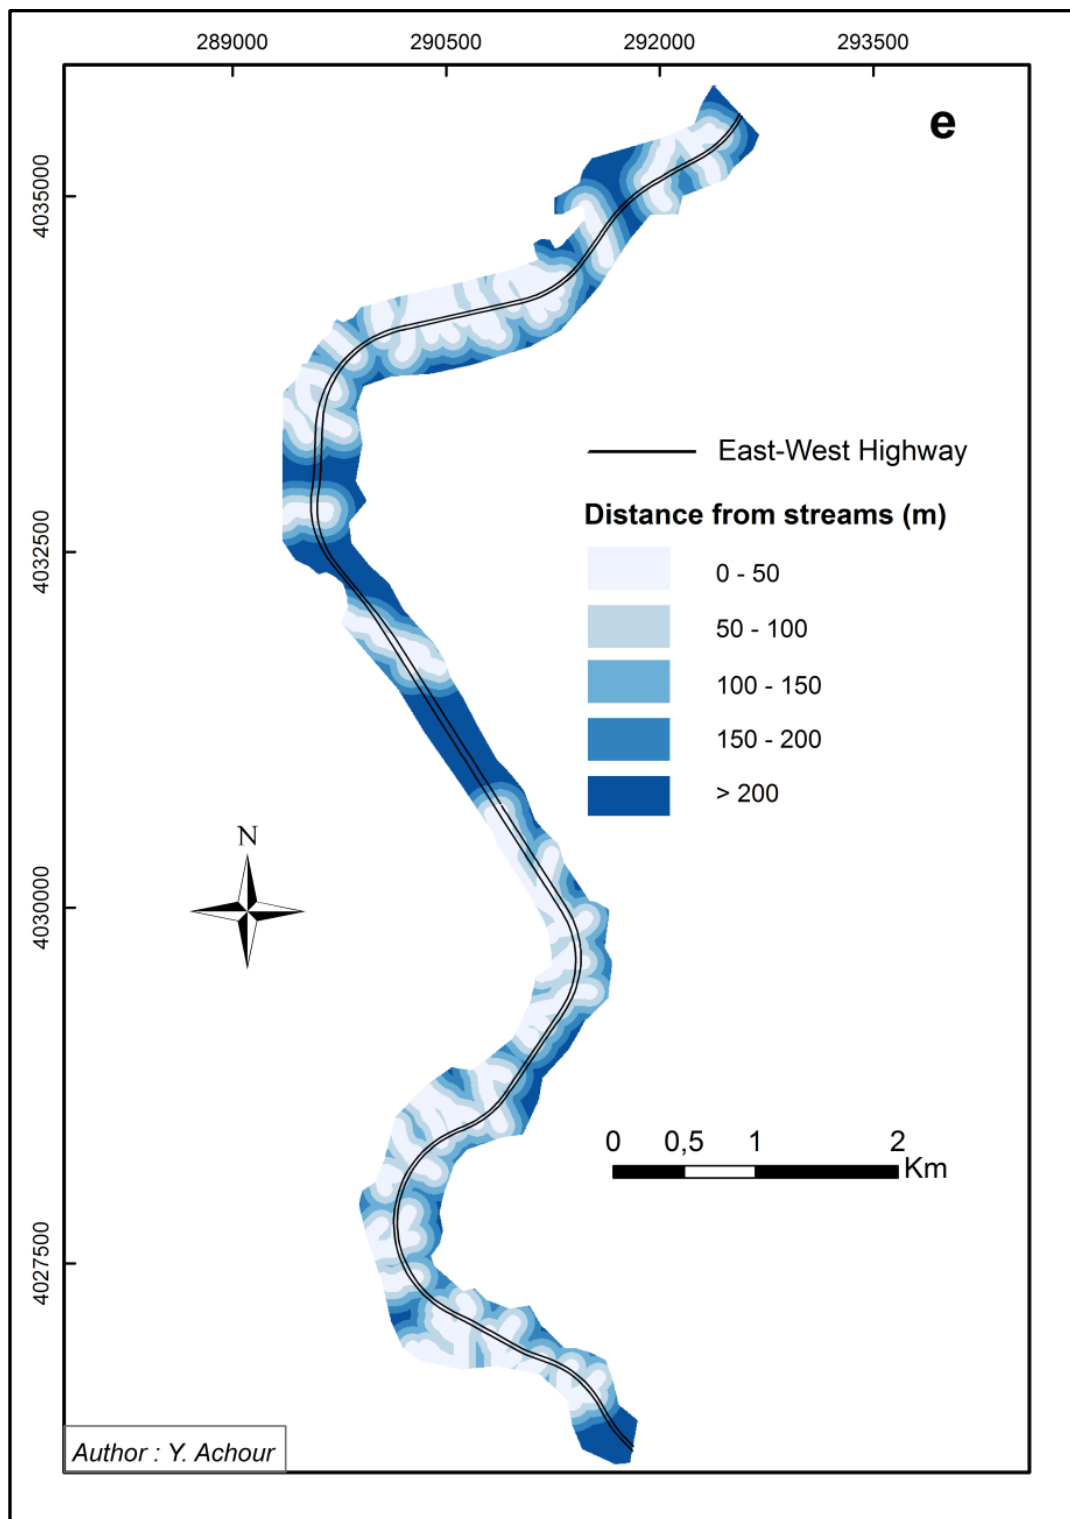 289000 290500 292000 293500
e
4035000
4032500
4030000
4027500
East-West Highway
Distance from streams (m)
0 - 50
50 - 100
100 - 150
150 - 200
> 200
N
0 0,5 1 2
Km
Author : Y. Achour